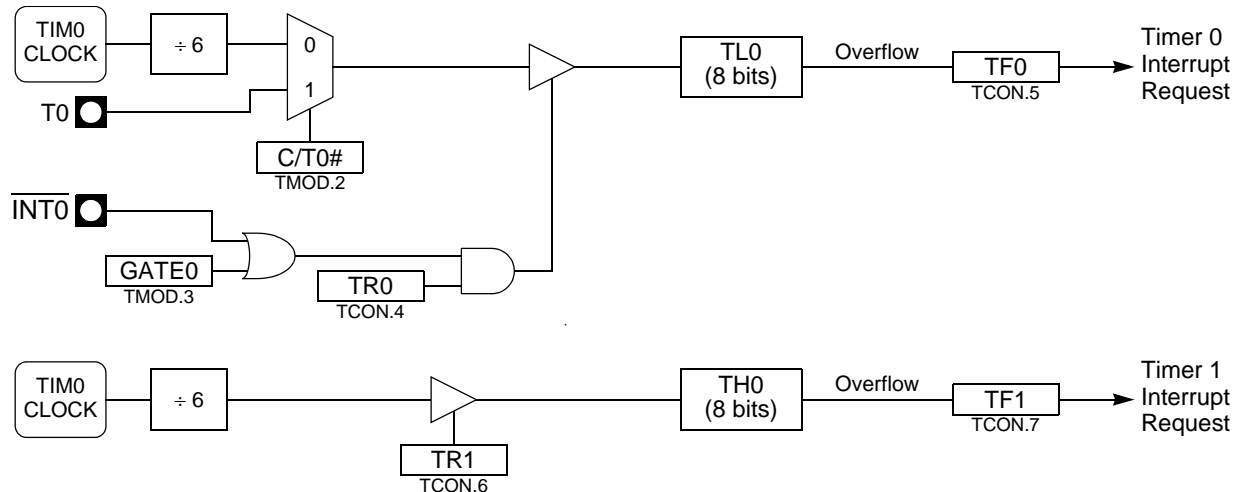 TIM0
CLOCK
÷ 6
0
1
TL0
(8 bits)
Overflow
TF0
TCON.5
Timer 0
Interrupt
Request
T0
C/T0#
TMOD.2
INT0
GATE0
TMOD.3
TR0
TCON.4
TIM0
CLOCK
÷ 6
TH0
(8 bits)
Overflow
TF1
TCON.7
Timer 1
Interrupt
Request
TR1
TCON.6